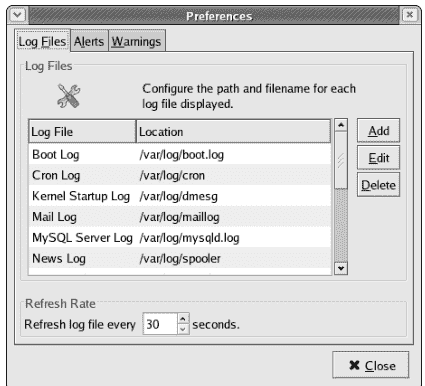 Preferences
Log Files Alerts Warnings
Log Files
Configure the path and filename for each
log file displayed.
Log File Location
Boot Log /var/log/boot.log
Cron Log /var/log/cron
Kernel Startup Log /var/log/dmesg
Mail Log /var/log/maillog
MySQL Server Log /var/log/mysqld.log
News Log /var/log/spooler
Add
Edit
Delete
Refresh Rate
Refresh log file every 30 seconds.
Close